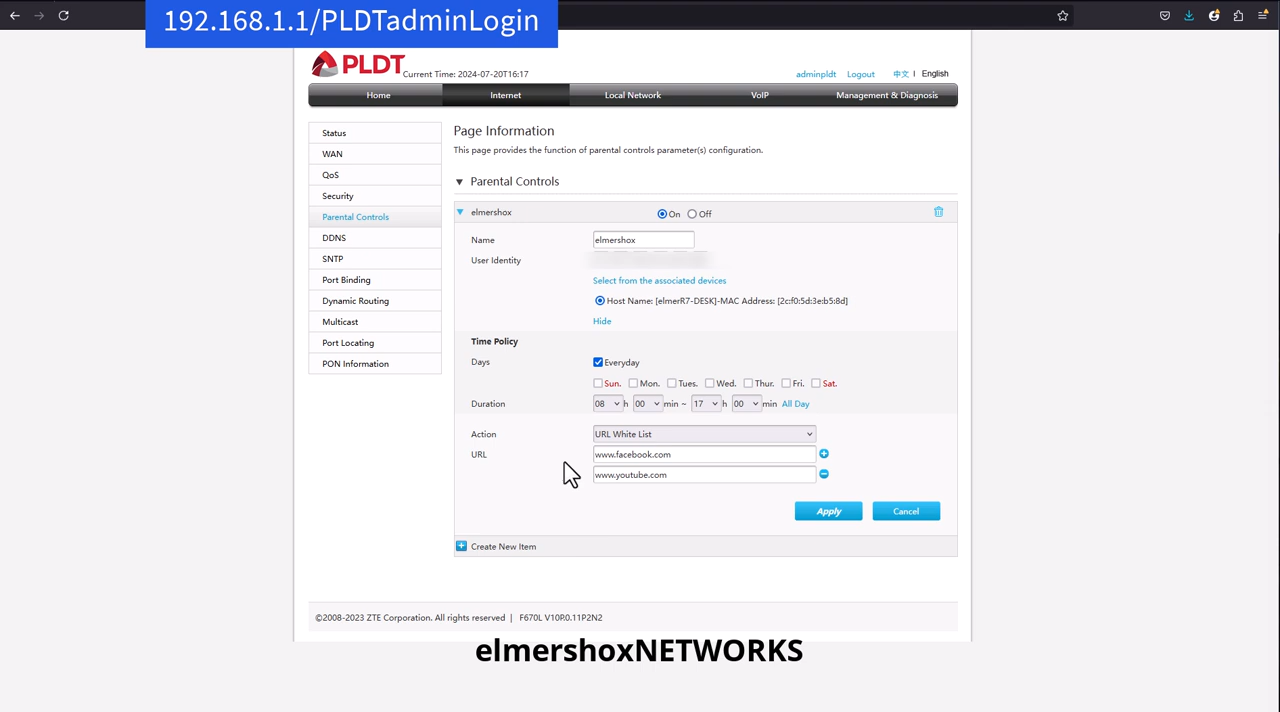 192.168.1.1/PLDTadminLogin
PLDT Current Time: 2024-07-20T16:17
adminpldt Logout 中文 | English
Home Internet Local Network VoIP Management & Diagnosis
Status
WAN
QoS
Security
Parental Controls
DDNS
SNTP
Port Binding
Dynamic Routing
Multicast
Port Locating
PON Information
Page Information
This page provides the function of parental controls parameter(s) configuration.
Parental Controls
elmershox On Off
Name elmershox
User Identity
Select from the associated devices
Host Name: [elmerR7-DESK]-MAC Address: [2c:f0:5d:3e:b5:8d]
Hide
Time Policy
Days Everyday
Sun. Mon. Tues. Wed. Thur. Fri. Sat.
Duration 08 h 00 min ~ 17 h 00 min All Day
Action URL White List
URL www.facebook.com
www.youtube.com
Apply Cancel
Create New Item
©2008-2023 ZTE Corporation. All rights reserved | F670L V10P.0.11P2N2
elmershoxNETWORKS